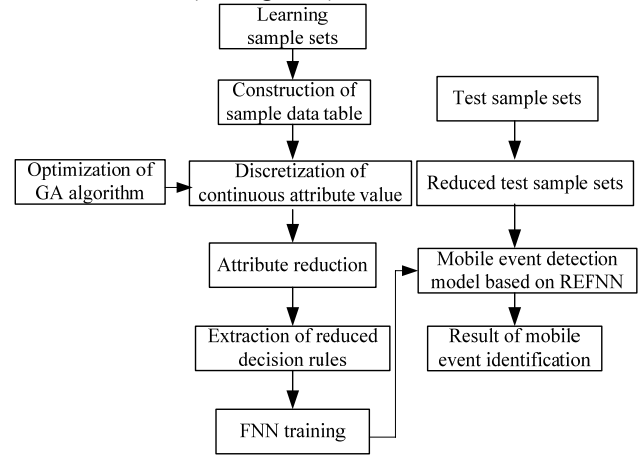 Learning
sample sets
Construction of
sample data table
Optimization of
GA algorithm
Discretization of
continuous attribute value
Attribute reduction
Extraction of reduced
decision rules
FNN training
Test sample sets
Reduced test sample sets
Mobile event detection
model based on REFNN
Result of mobile
event identification